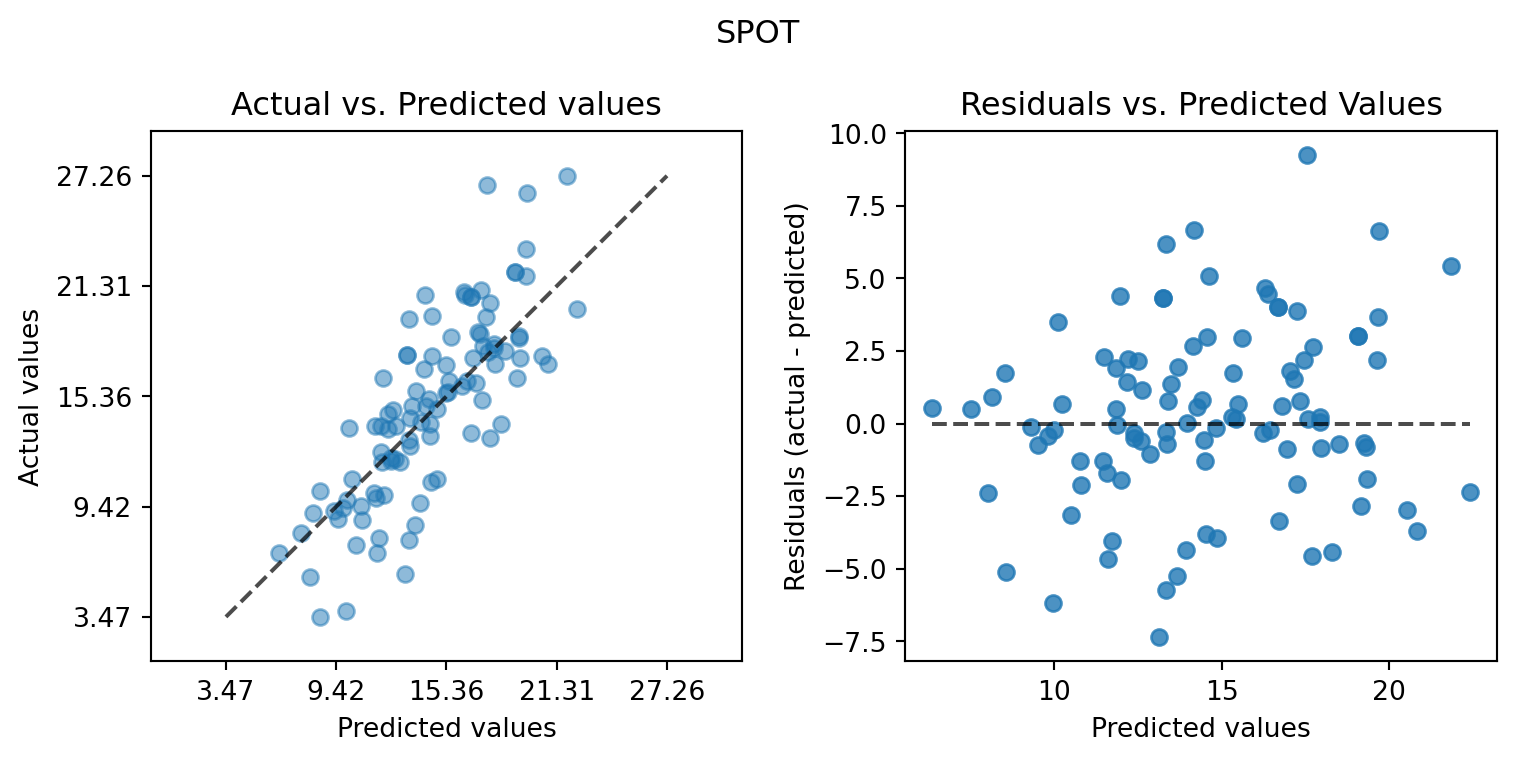 SPOT
Actual vs. Predicted values
Actual values
27.26
21.31
15.36
9.42
3.47
3.47 9.42 15.36 21.31 27.26
Predicted values
Residuals vs. Predicted Values
Residuals (actual - predicted)
10.0
7.5
5.0
2.5
0.0
−2.5
−5.0
−7.5
10 15 20
Predicted values